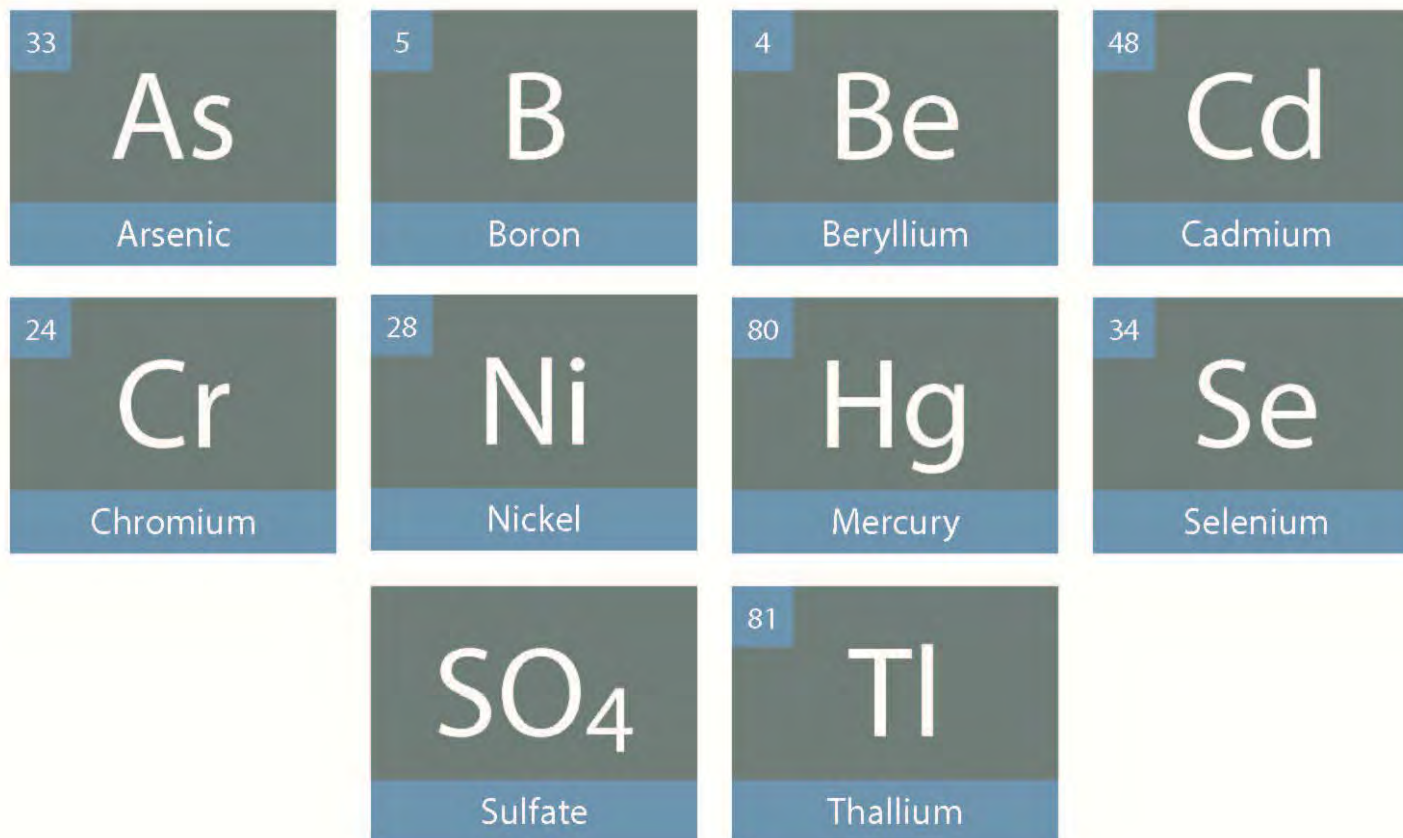 33
As
Arsenic
5
B
Boron
4
Be
Beryllium
48
Cd
Cadmium
24
Cr
Chromium
28
Ni
Nickel
80
Hg
Mercury
34
Se
Selenium
SO₄
Sulfate
81
Tl
Thallium